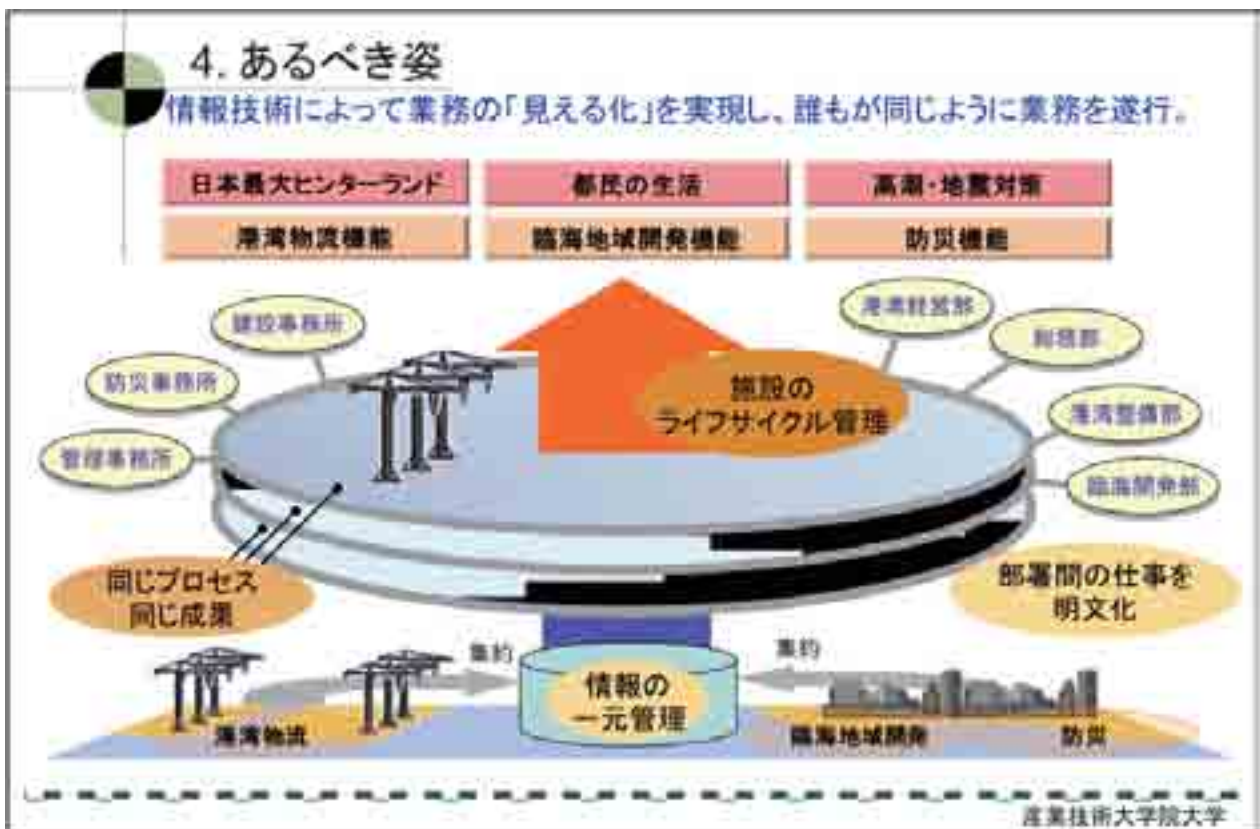 4. あるべき姿
情報技術によって業務の「見える化」を実現し、誰もが同じように業務を遂行。
日本最大ヒンターランド
都民の生活
高潮・地震対策
港湾物流機能
臨海地域開発機能
防災機能
建設事務所
港湾経営部
総務部
防災事務所
施設の
ライフサイクル管理
港湾整備部
管理事務所
臨海開発部
同じプロセス
同じ成果
部署間の仕事を
明文化
集約
集約
情報の
一元管理
港湾物流
臨海地域開発
防災
産業技術大学院大学